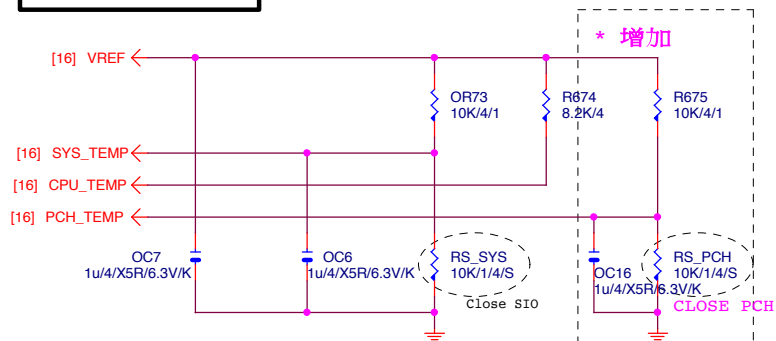 * 增加
[16] VREF
OR73
10K/4/1
R674
8.2K/4
R675
10K/4/1
[16] SYS_TEMP
[16] CPU_TEMP
[16] PCH_TEMP
OC7
1u/4/X5R/6.3V/K
OC6
1u/4/X5R/6.3V/K
RS_SYS
10K/1/4/S
Close SIO
OC16
1u/4/X5R/6.3V/K
RS_PCH
10K/1/4/S
CLOSE PCH